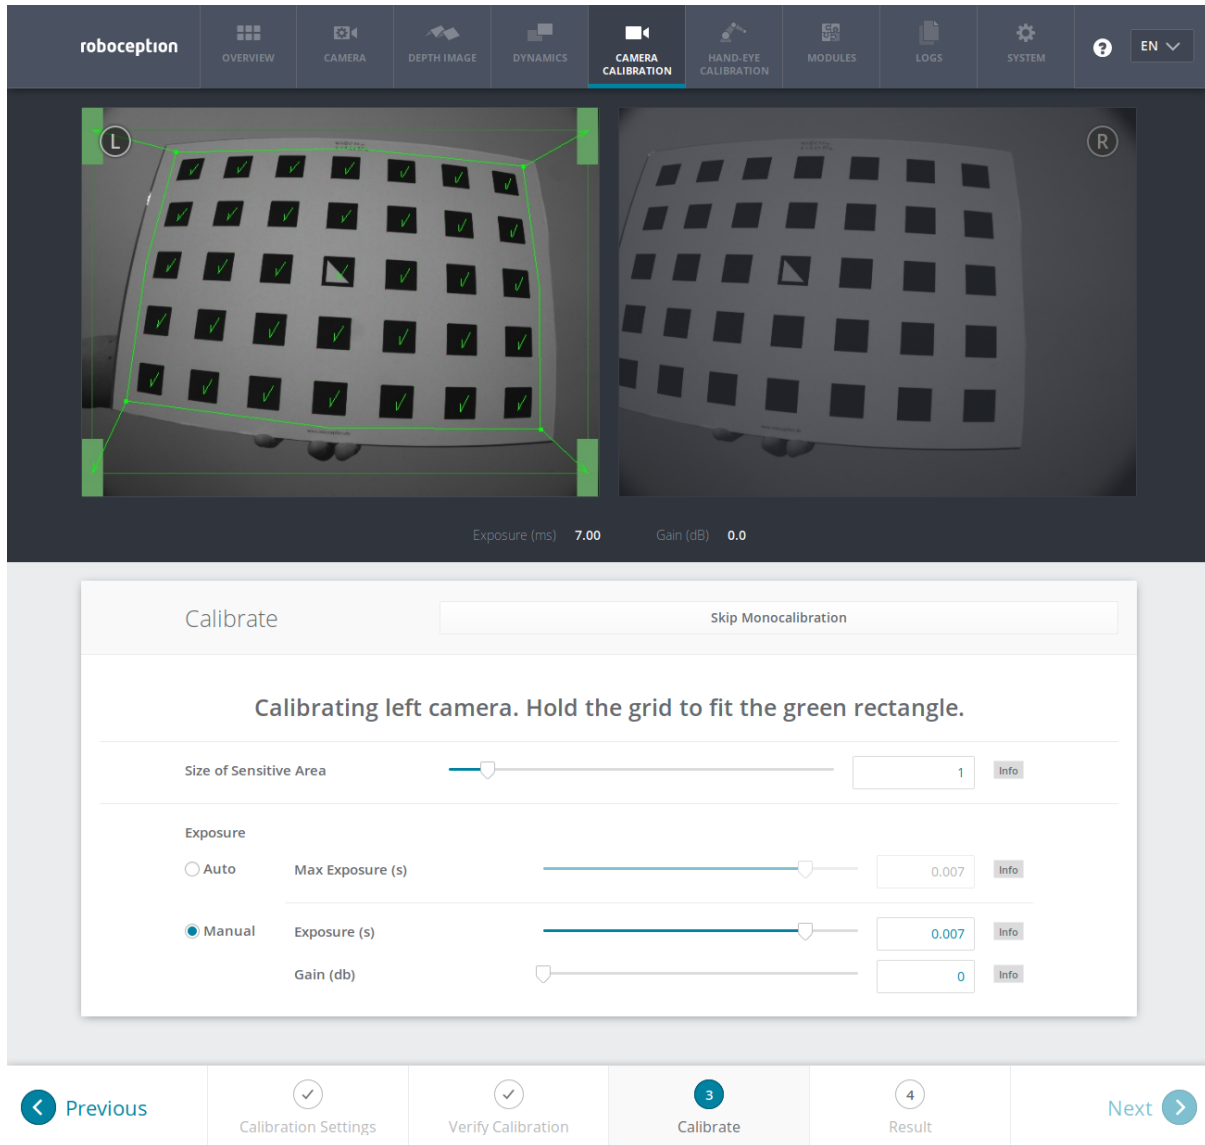 roboception
OVERVIEW
CAMERA
DEPTH IMAGE
DYNAMICS
CAMERA
CALIBRATION
HAND-EYE
CALIBRATION
MODULES
LOGS
SYSTEM
?
EN
L
R
Exposure (ms) 7.00 Gain (dB) 0.0
Calibrate
Skip Monocalibration
Calibrating left camera. Hold the grid to fit the green rectangle.
Size of Sensitive Area 1 Info
Exposure
Auto Max Exposure (s) 0.007 Info
Manual Exposure (s) 0.007 Info
Gain (db) 0 Info
Previous
Calibration Settings
Verify Calibration
3
Calibrate
4
Result
Next